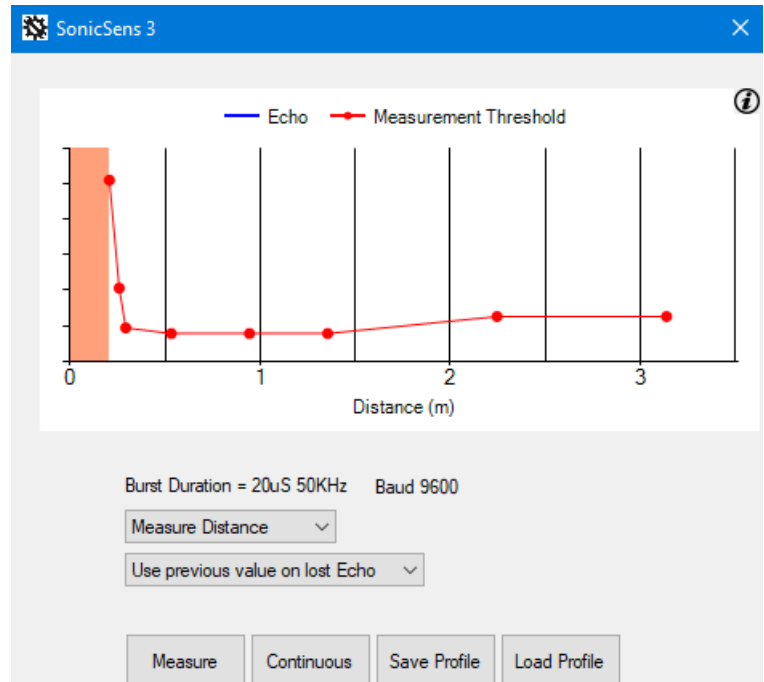 SonicSens 3
Echo Measurement Threshold
0 1 2 3
Distance (m)
Burst Duration = 20uS 50KHz Baud 9600
Measure Distance
Use previous value on lost Echo
Measure Continuous Save Profile Load Profile